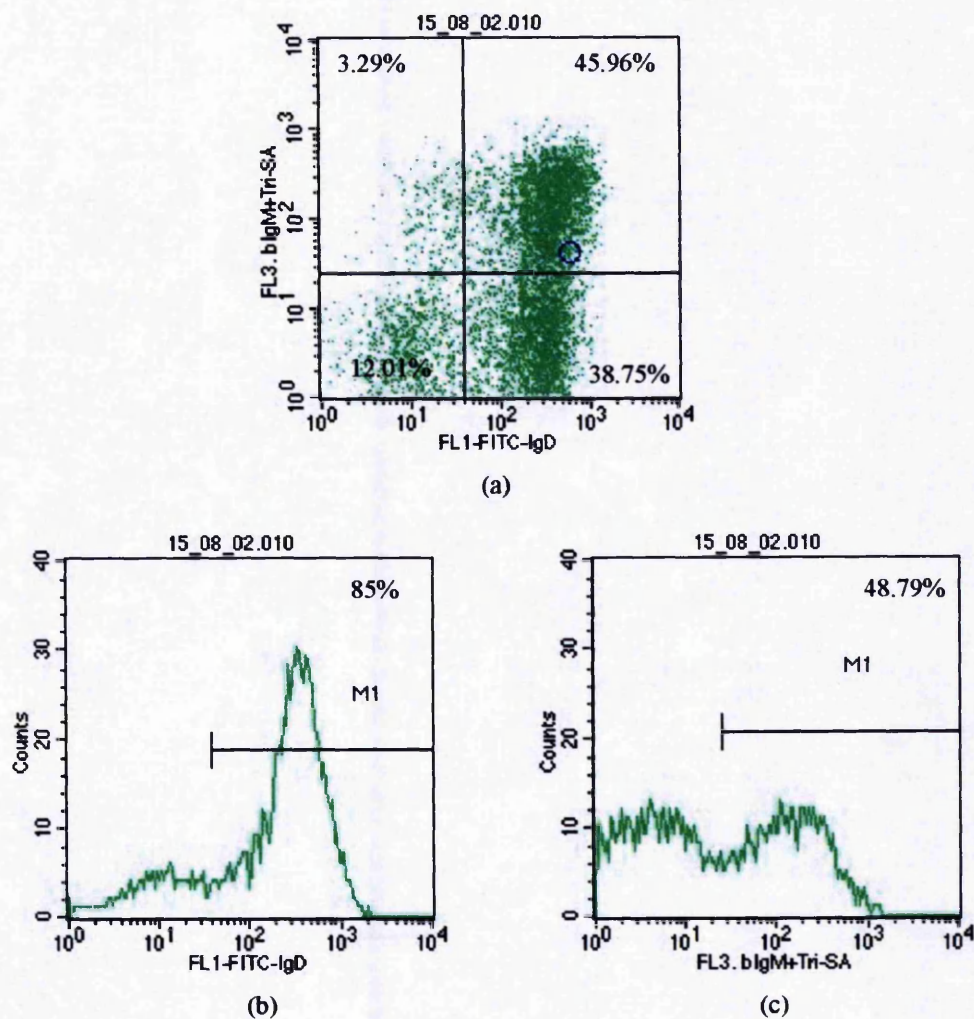 15_08_02.010
3.29%
45.96%
12.01%
38.75%
10⁴
10³
10²
10¹
10⁰
FL3. bIgM+Tri-SA
10⁰ 10¹ 10² 10³ 10⁴
FL1-FITC-IgD
(a)
15_08_02.010
85%
M1
40
30
20
10
0
Counts
10⁰ 10¹ 10² 10³ 10⁴
FL1-FITC-IgD
(b)
15_08_02.010
48.79%
M1
40
30
20
10
0
Counts
10⁰ 10¹ 10² 10³ 10⁴
FL3. bIgM+Tri-SA
(c)